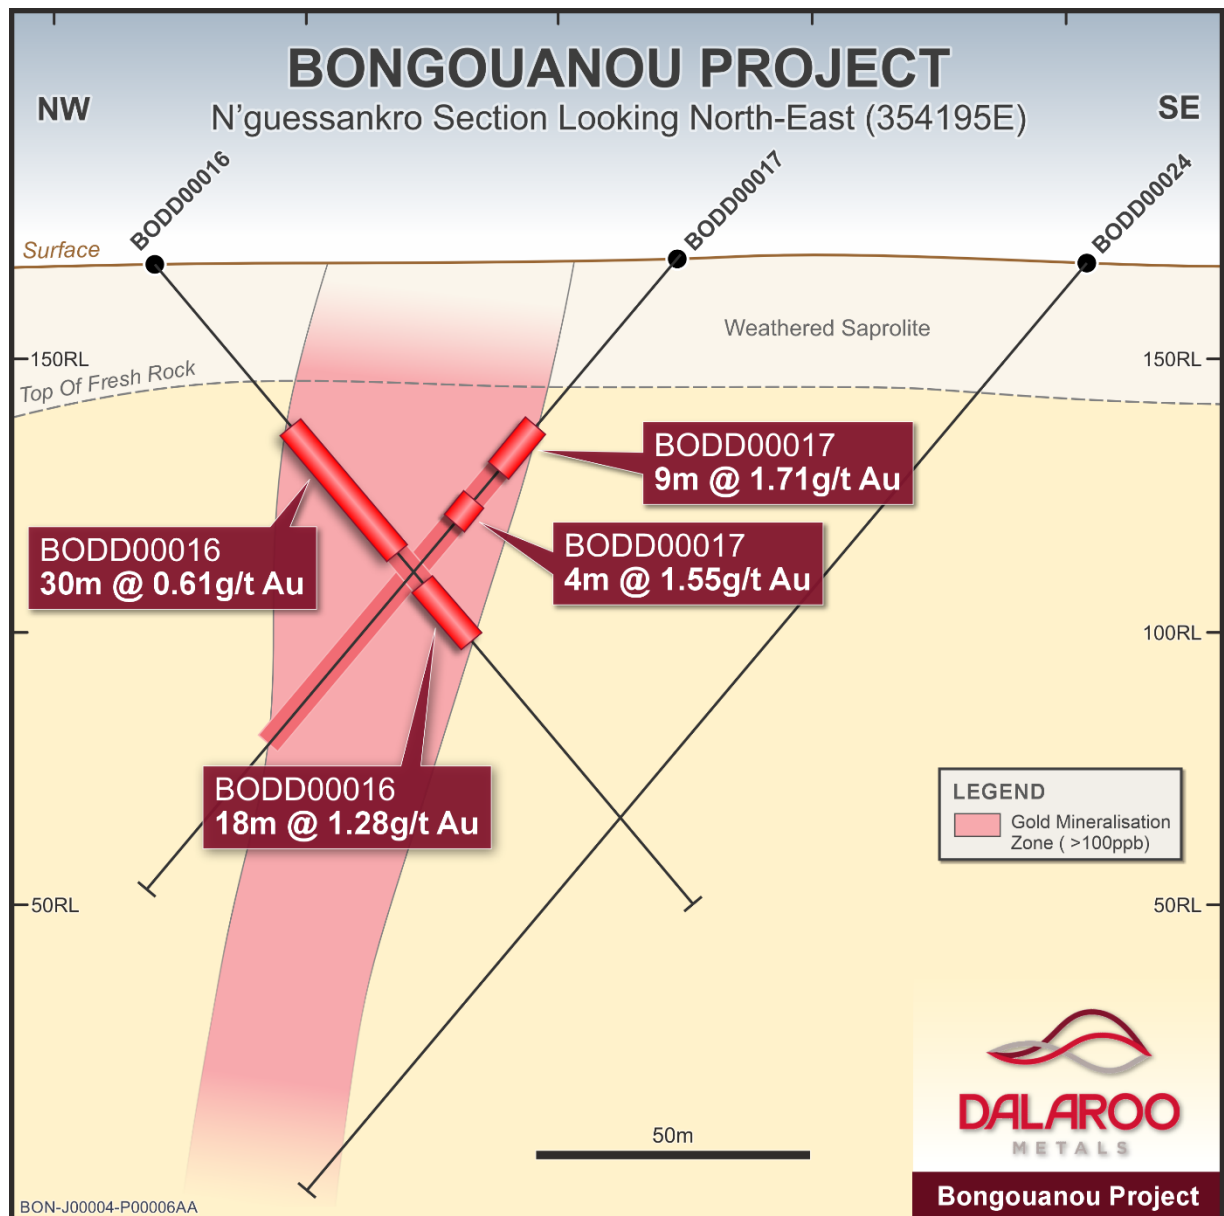 BONGOUANOU PROJECT
N'guessankro Section Looking North-East (354195E)
NW
SE
BODD00016
BODD00017
BODD00024
Surface
Weathered Saprolite
150RL
150RL
Top Of Fresh Rock
BODD00017
9m @ 1.71g/t Au
BODD00016
30m @ 0.61g/t Au
BODD00017
4m @ 1.55g/t Au
100RL
BODD00016
18m @ 1.28g/t Au
LEGEND
Gold Mineralisation
Zone ( >100ppb)
50RL
50RL
50m
DALAROO
METALS
Bongouanou Project
BON-J00004-P00006AA